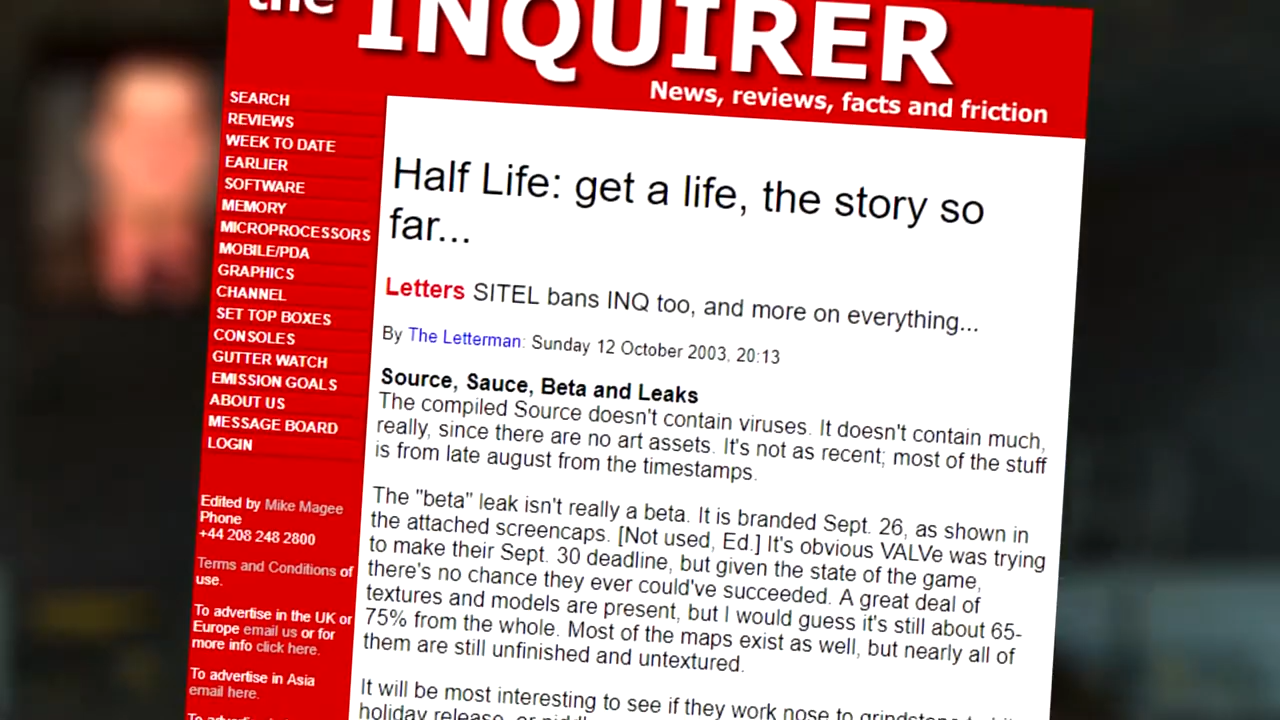 the INQUIRER
News, reviews, facts and friction
SEARCH
REVIEWS
WEEK TO DATE
EARLIER
SOFTWARE
MEMORY
MICROPROCESSORS
MOBILE/PDA
GRAPHICS
CHANNEL
SET TOP BOXES
CONSOLES
GUTTER WATCH
EMISSION GOALS
ABOUT US
MESSAGE BOARD
LOGIN
Edited by Mike Magee
Phone
+44 208 248 2800
Terms and Conditions of
use.
To advertise in the UK or
Europe email us or for
more info click here.
To advertise in Asia
email here.
Half Life: get a life, the story so
far...
Letters SITEL bans INQ too, and more on everything...
By The Letterman: Sunday 12 October 2003, 20:13
Source, Sauce, Beta and Leaks
The compiled Source doesn't contain viruses. It doesn't contain much,
really, since there are no art assets. It's not as recent; most of the stuff
is from late august from the timestamps.
The "beta" leak isn't really a beta. It is branded Sept. 26, as shown in
the attached screencaps. [Not used, Ed.] It's obvious VALVe was trying
to make their Sept. 30 deadline, but given the state of the game,
there's no chance they ever could've succeeded. A great deal of
textures and models are present, but I would guess it's still about 65-
75% from the whole. Most of the maps exist as well, but nearly all of
them are still unfinished and untextured.
It will be most interesting to see if they work nose to
holiday release, or